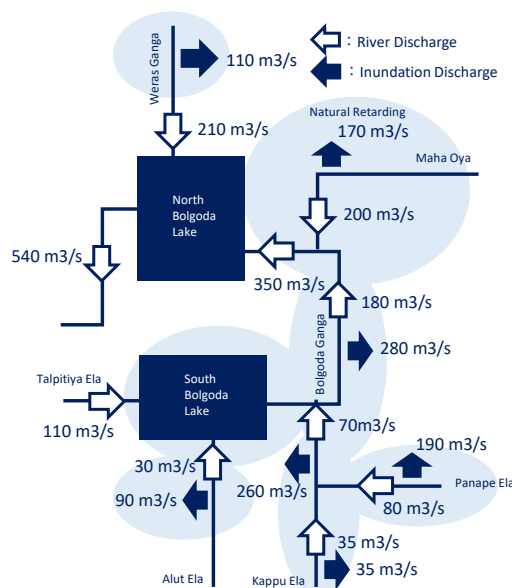 Weras Ganga
110 m3/s
: River Discharge
: Inundation Discharge
210 m3/s
Natural Retarding
170 m3/s
Maha Oya
North
Bolgoda
Lake
200 m3/s
540 m3/s
350 m3/s
180 m3/s
Bolgoda Ganga
280 m3/s
Talpitiya Ela
South
Bolgoda
Lake
110 m3/s
70m3/s
30 m3/s
190 m3/s
90 m3/s
260 m3/s
Panape Ela
80 m3/s
35 m3/s
35 m3/s
Alut Ela
Kappu Ela